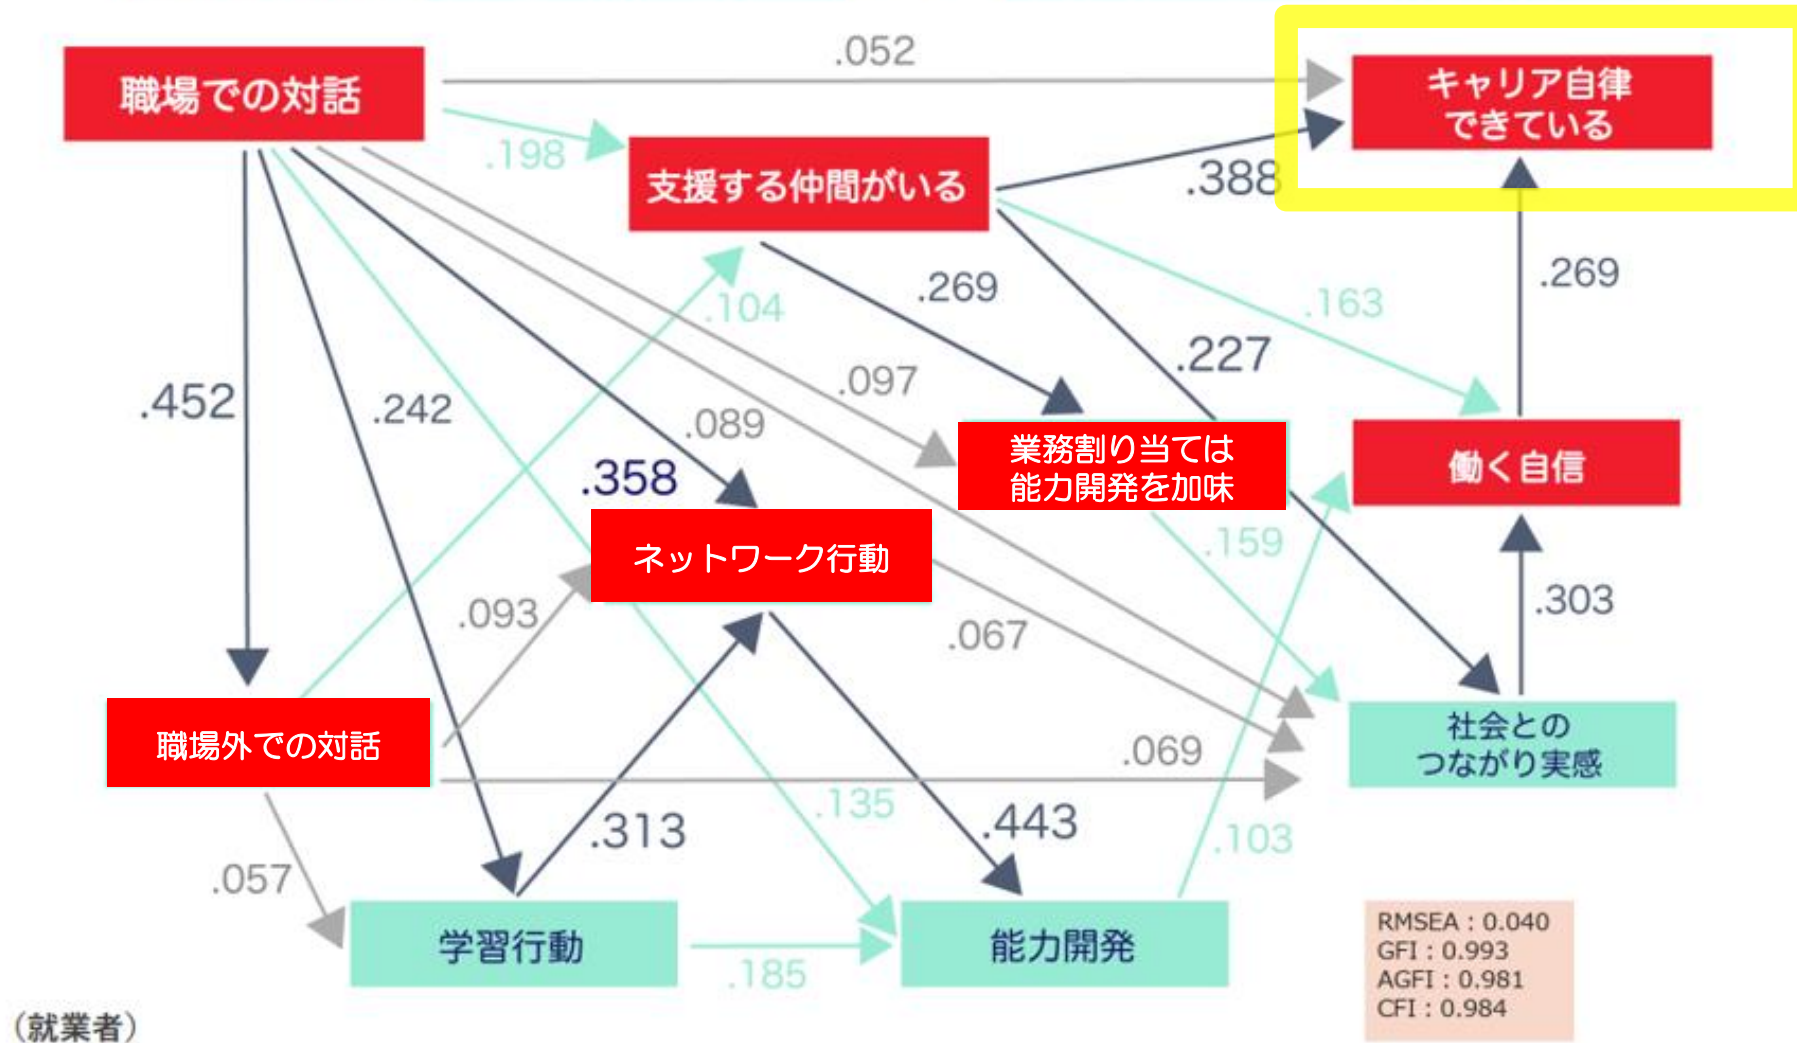 .052
職場での対話
キャリア自律
できている
.198
支援する仲間がいる
.388
.269
.269
.104
.163
.227
.097
.452
.242
.089
業務割り当ては
能力開発を加味
働く自信
.358
ネットワーク行動
.159
.093
.067
.303
職場外での対話
社会との
つながり実感
.069
.135
.313
.443
.103
.057
学習行動
.185
能力開発
RMSEA : 0.040
GFI : 0.993
AGFI : 0.981
CFI : 0.984
（就業者）